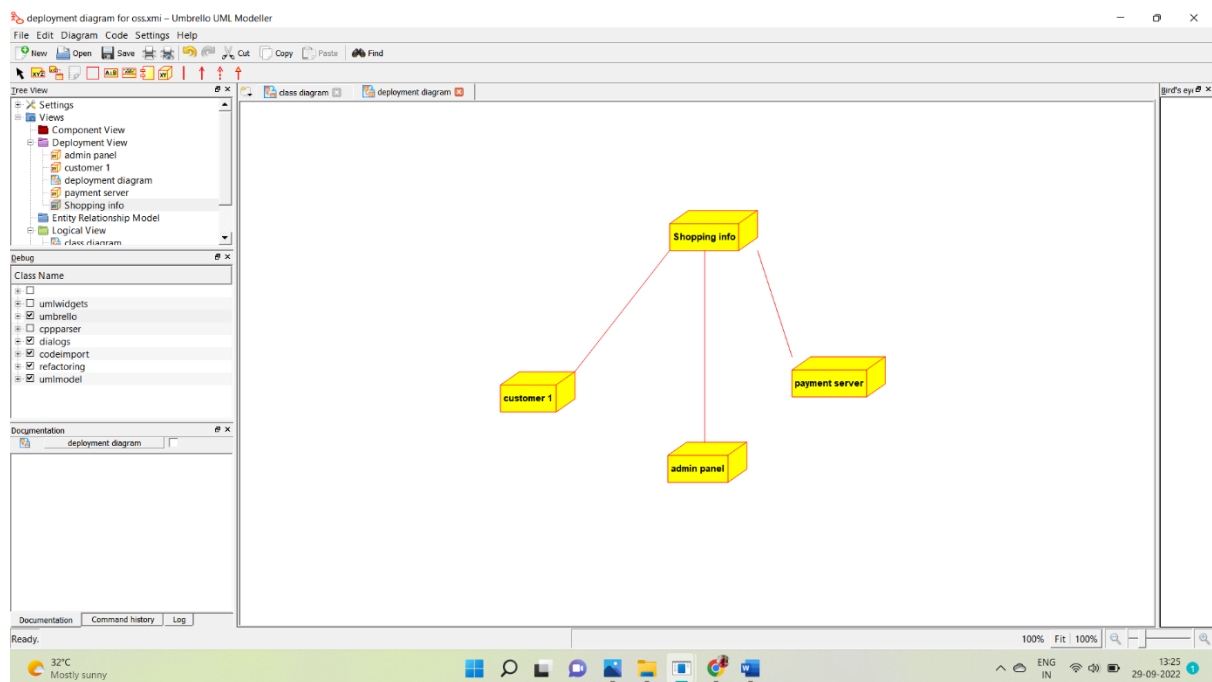 deployment diagram for oss.xmi – Umbrello UML Modeller
File Edit Diagram Code Settings Help
New Open Save Cut Copy Paste Find
Tree View
Settings
Views
Component View
Deployment View
admin panel
customer 1
deployment diagram
payment server
Shopping info
Entity Relationship Model
Logical View
class diagram
Debug
Class Name
umlwidgets
umbrello
cppparser
dialogs
codeimport
refactoring
umlmodel
Documentation
deployment diagram
Documentation Command history Log
Ready.
class diagram deployment diagram
Shopping info
customer 1
payment server
admin panel
Bird's eye
100% Fit 100%
32°C
Mostly sunny
ENG
IN
13:25
29-09-2022
1